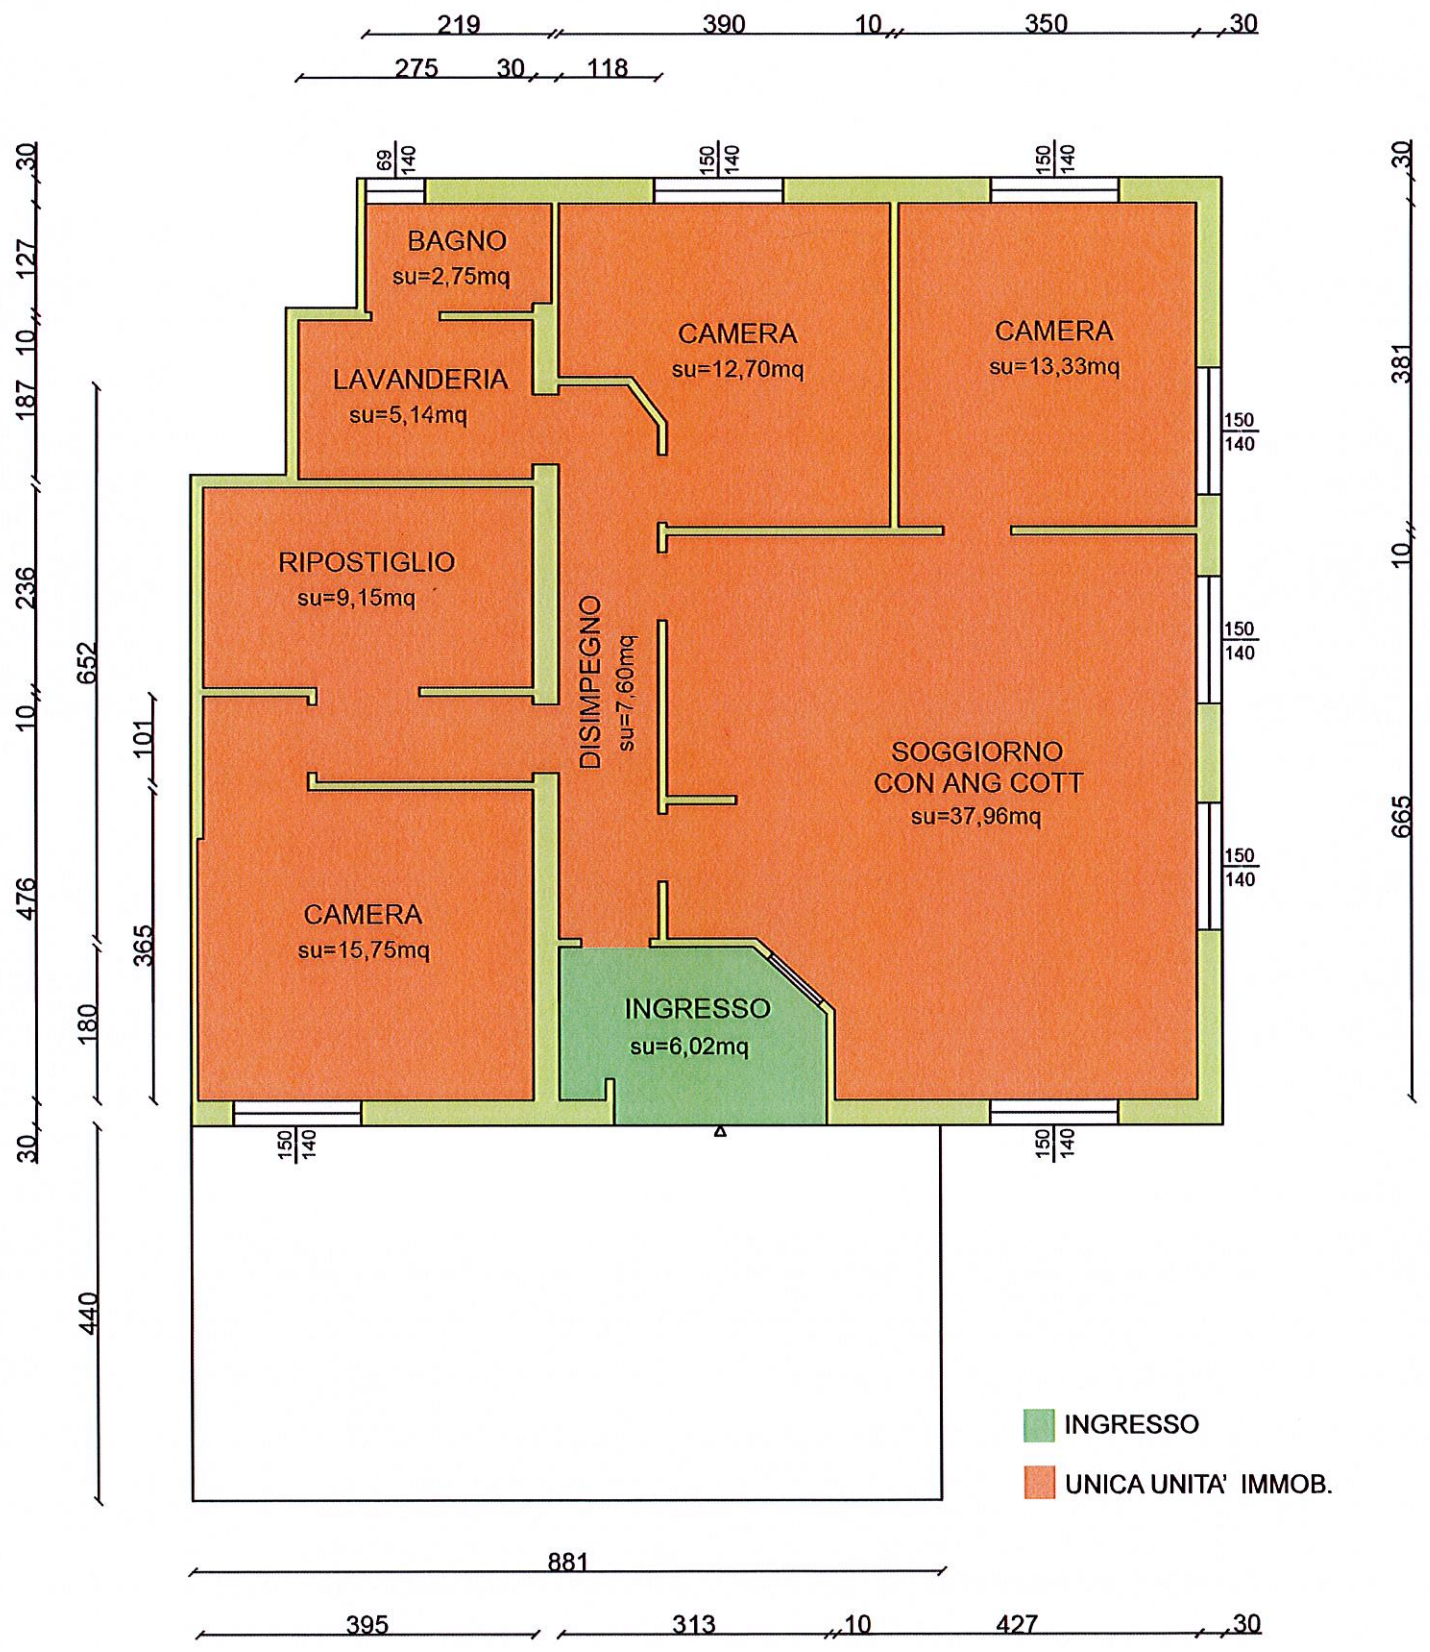 219 390 10 350 30
275 30 118
69 140
150 140
150 140
30
127
10
187
236
10
476
30
652
180
440
101
365
30
381
10
665
BAGNO
su=2,75mq
LAVANDERIA
su=5,14mq
CAMERA
su=12,70mq
CAMERA
su=13,33mq
150
140
RIPOSTIGLIO
su=9,15mq
DISIMPEGNO
su=7,60mq
150
140
SOGGIORNO
CON ANG COTT
su=37,96mq
150
140
CAMERA
su=15,75mq
INGRESSO
su=6,02mq
150 140
150 140
INGRESSO
UNICA UNITA' IMMOB.
881
395 313 10 427 30